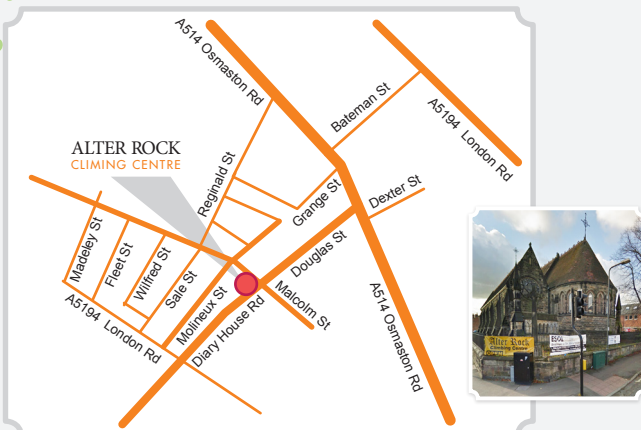 A514 Osmaston Rd
A5194 London Rd
Bateman St
ALTER ROCK
CLIMING CENTRE
Reginald St
Grange St
Dexter St
Madeley St
Fleet St
Wilfred St
Sale St
Molineux St
Douglas St
Malcolm St
Diary House Rd
A5194 London Rd
A514 Osmaston Rd
Alter Rock
Climbing Centre
ESOL